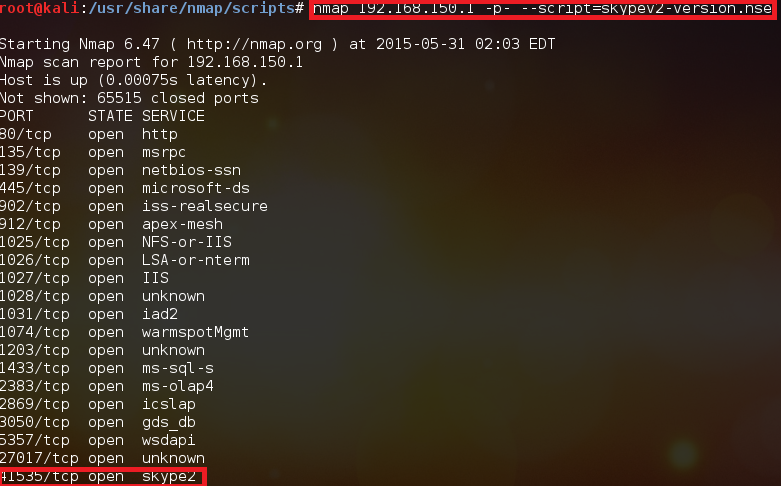 root@kali:/usr/share/nmap/scripts# nmap 192.168.150.1 -p- --script=skypev2-version.nse
Starting Nmap 6.47 ( http://nmap.org ) at 2015-05-31 02:03 EDT
Nmap scan report for 192.168.150.1
Host is up (0.00075s latency).
Not shown: 65515 closed ports
PORT      STATE SERVICE
80/tcp    open  http
135/tcp   open  msrpc
139/tcp   open  netbios-ssn
445/tcp   open  microsoft-ds
902/tcp   open  iss-realsecure
912/tcp   open  apex-mesh
1025/tcp  open  NFS-or-IIS
1026/tcp  open  LSA-or-nterm
1027/tcp  open  IIS
1028/tcp  open  unknown
1031/tcp  open  iad2
1074/tcp  open  warmspotMgmt
1203/tcp  open  unknown
1433/tcp  open  ms-sql-s
2383/tcp  open  ms-olap4
2869/tcp  open  icslap
3050/tcp  open  gds_db
5357/tcp  open  wsdapi
27017/tcp open  unknown
41535/tcp open  skype2